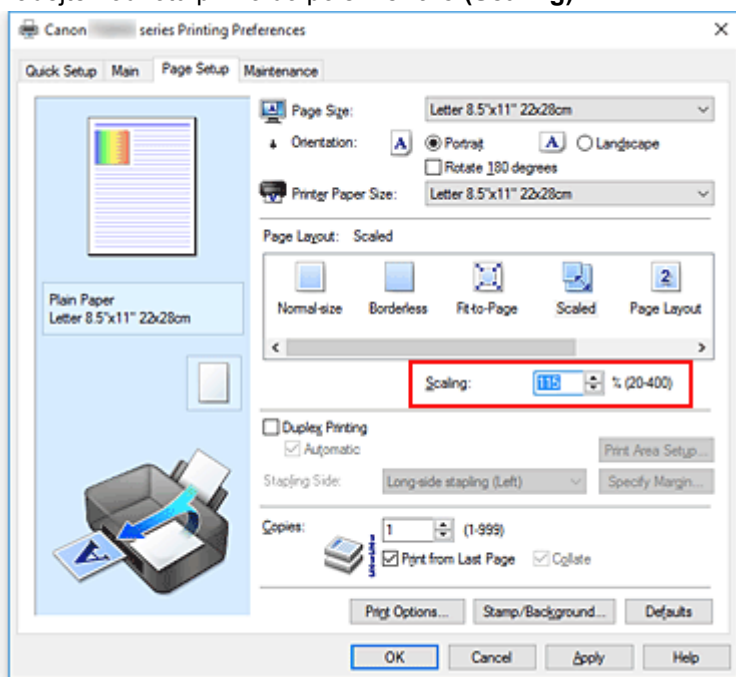 Canon series Printing Preferences
Quick Setup Main Page Setup Maintenance
Page Size: Letter 8.5"x11" 22x28cm
Orientation: A Portrait A Landscape
Rotate 180 degrees
Printer Paper Size: Letter 8.5"x11" 22x28cm
Page Layout: Scaled
2
Normal-size Borderless Fit-to-Page Scaled Page Layout
Plain Paper
Letter 8.5"x11" 22x28cm
Scaling: 115 % (20-400)
Duplex Printing
Automatic
Print Area Setup...
Stapling Side: Long-side stapling (Left) Specify Margin...
Copies: 1 (1-999)
Print from Last Page Collate
A
Print Options... Stamp/Background... Defaults
OK Cancel Apply Help